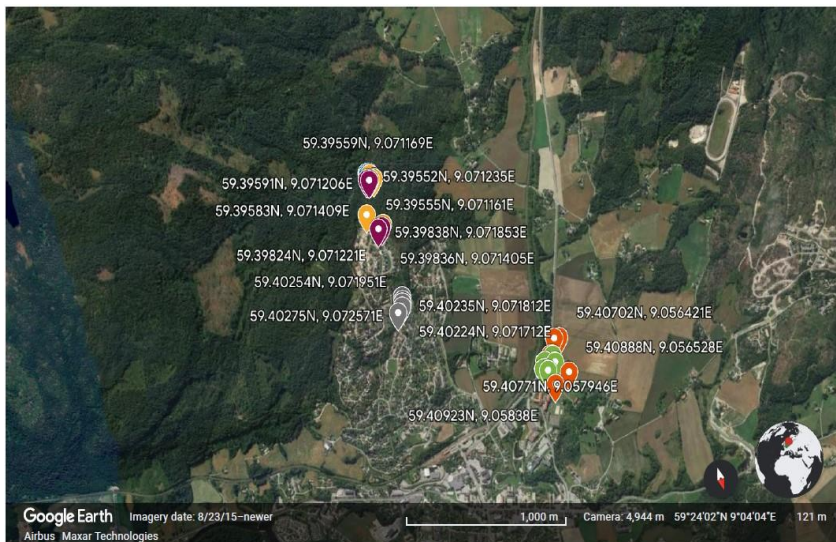 59.39559N, 9.071169E
59.39591N, 9.071206E
59.39552N, 9.071235E
59.39583N, 9.071409E
59.39555N, 9.071161E
59.39838N, 9.071853E
59.39824N, 9.071221E
59.39836N, 9.071405E
59.40254N, 9.071951E
59.40235N, 9.071812E
59.40275N, 9.072571E
59.40224N, 9.071712E
59.40702N, 9.056421E
59.40888N, 9.056528E
59.40771N, 9.057946E
59.40923N, 9.05838E
Google Earth Imagery date: 8/23/15–newer 1,000 m Camera: 4,944 m 59°24'02"N 9°04'04"E 121 m
Airbus Maxar Technologies